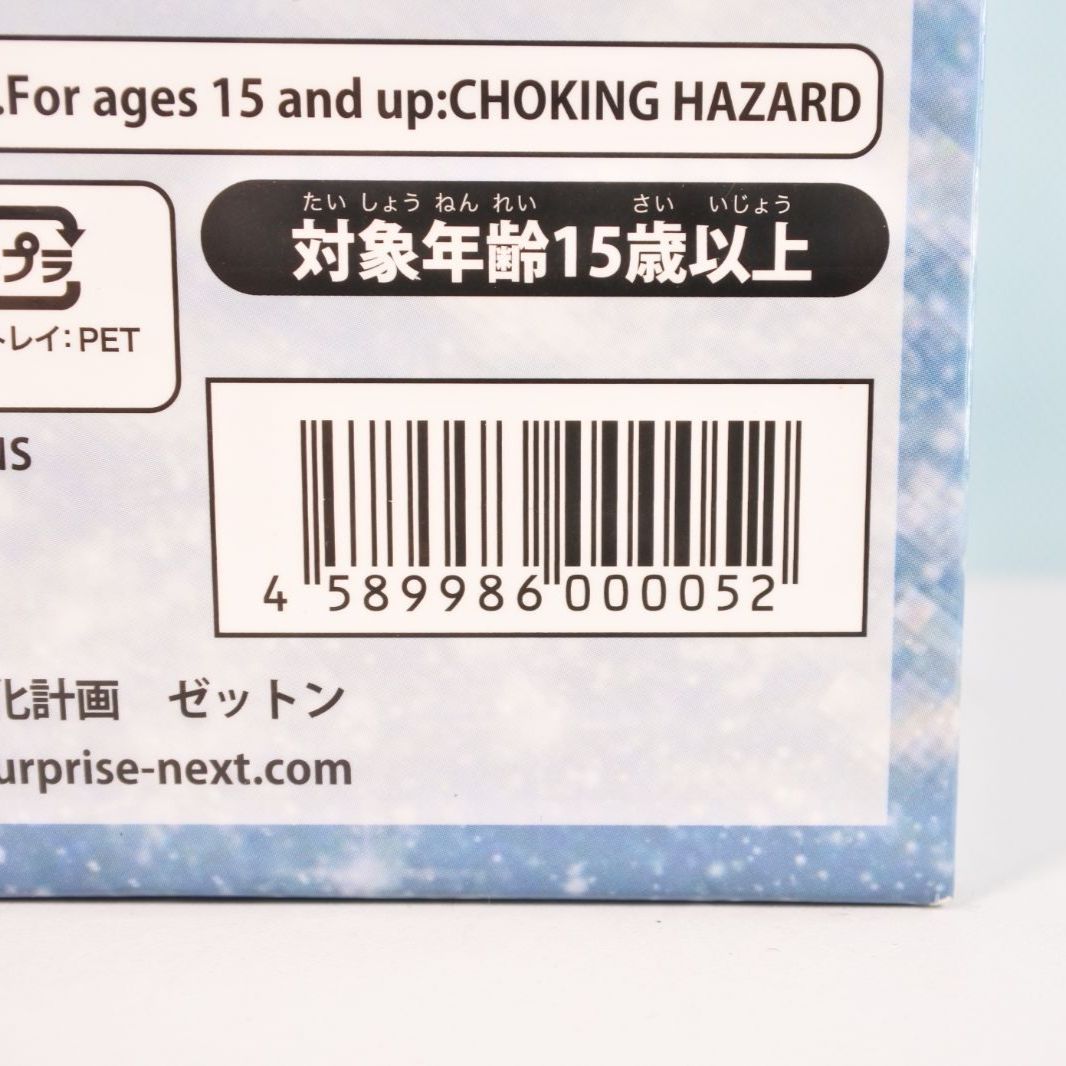 .For ages 15 and up:CHOKING HAZARD
たい しょう ねん れい さい いじょう
対象年齢15歳以上
プラ
トレイ：PET
NS
4 589986 000052
化計画　ゼットン
urprise-next.com